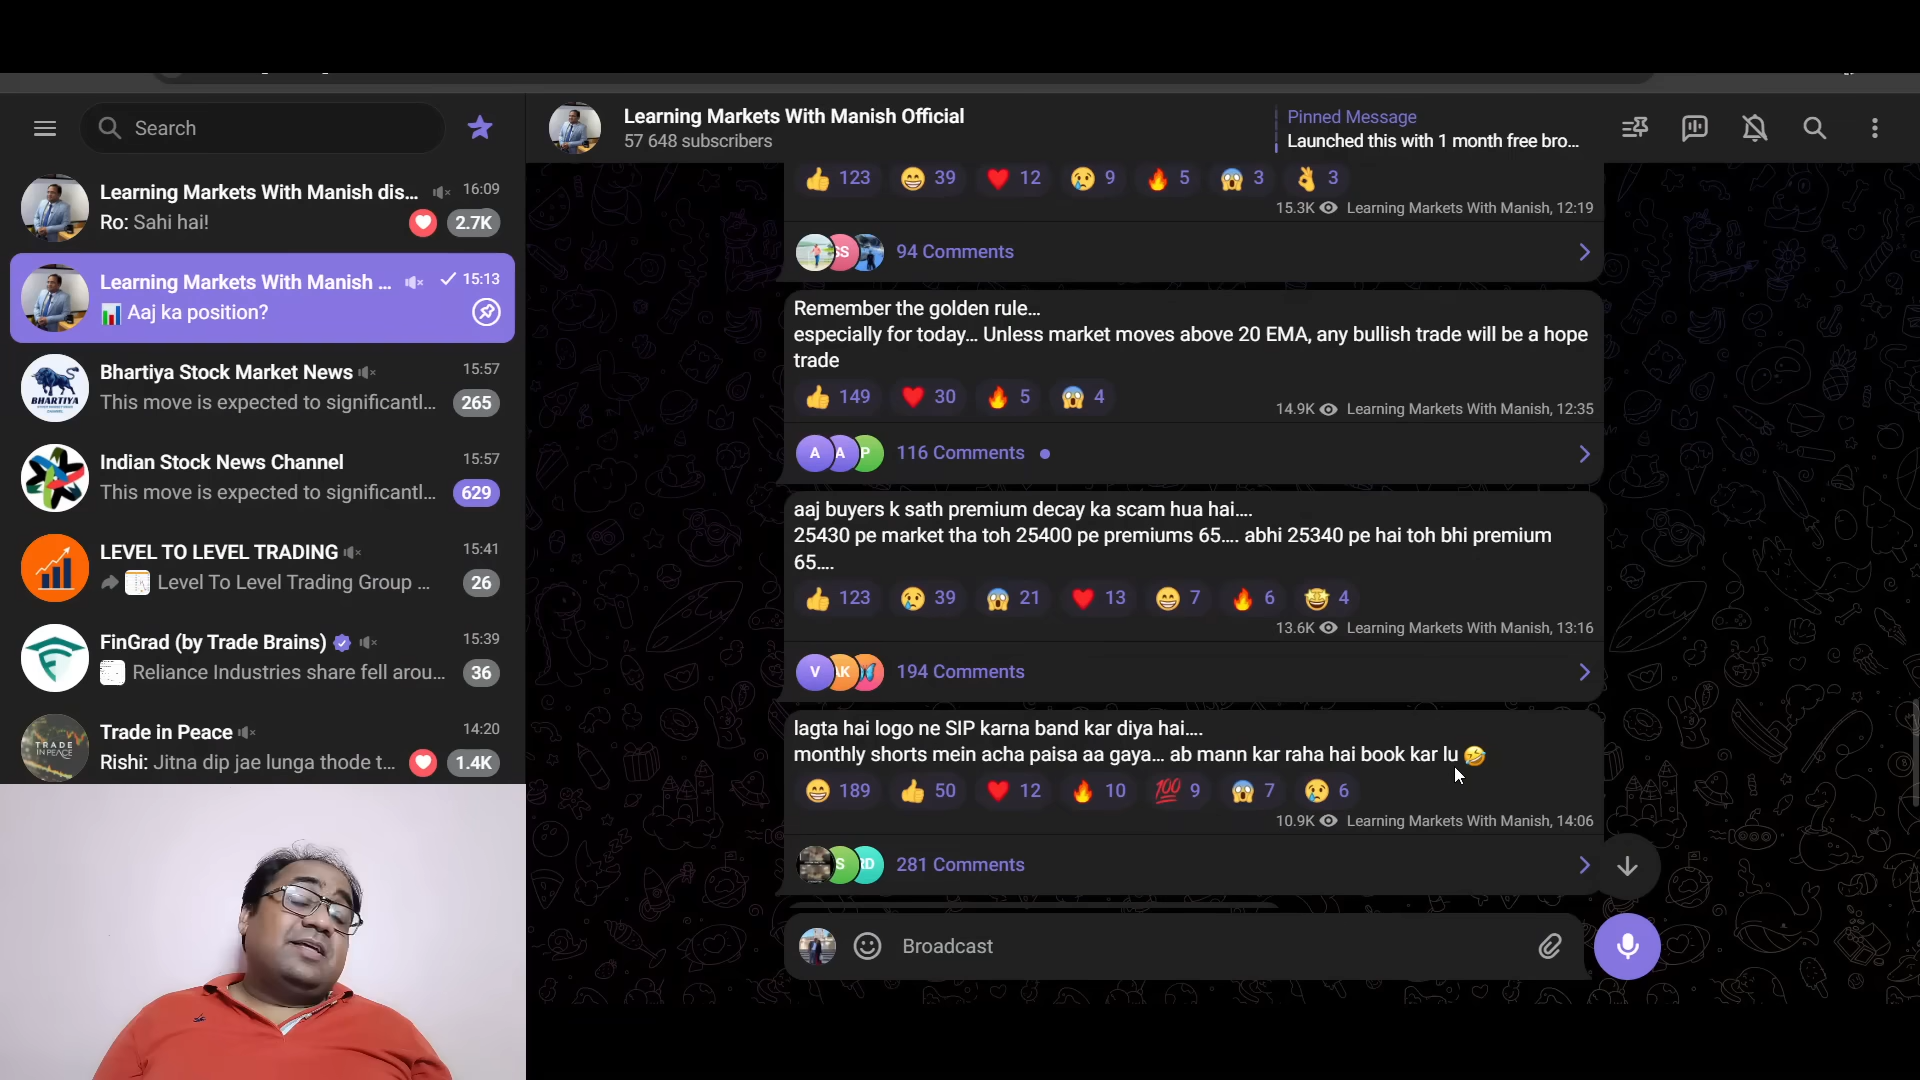 Search
Learning Markets With Manish dis...
16:09
Ro: Sahi hai!
2.7K
Learning Markets With Manish ...
15:13
Aaj ka position?
Bhartiya Stock Market News
15:57
This move is expected to significantl...
265
BHARTIYA
Indian Stock News Channel
15:57
This move is expected to significantl...
629
LEVEL TO LEVEL TRADING
15:41
Level To Level Trading Group ...
26
FinGrad (by Trade Brains)
15:39
Reliance Industries share fell arou...
36
Trade in Peace
14:20
Rishi: Jitna dip jae lunga thode t...
1.4K
TRADE
IN PEACE
Learning Markets With Manish Official
57 648 subscribers
Pinned Message
Launched this with 1 month free bro...
123 39 12 9 5 3 3
15.3K Learning Markets With Manish, 12:19
SS
94 Comments
Remember the golden rule...
especially for today... Unless market moves above 20 EMA, any bullish trade will be a hope
trade
149 30 5 4
14.9K Learning Markets With Manish, 12:35
A A P
116 Comments
aaj buyers k sath premium decay ka scam hua hai....
25430 pe market tha toh 25400 pe premiums 65.... abhi 25340 pe hai toh bhi premium
65....
123 39 21 13 7 6 4
13.6K Learning Markets With Manish, 13:16
V AK
194 Comments
lagta hai logo ne SIP karna band kar diya hai....
monthly shorts mein acha paisa aa gaya... ab mann kar raha hai book kar lu 🤣
189 50 12 10 100 9 7 6
10.9K Learning Markets With Manish, 14:06
S RD
281 Comments
Broadcast